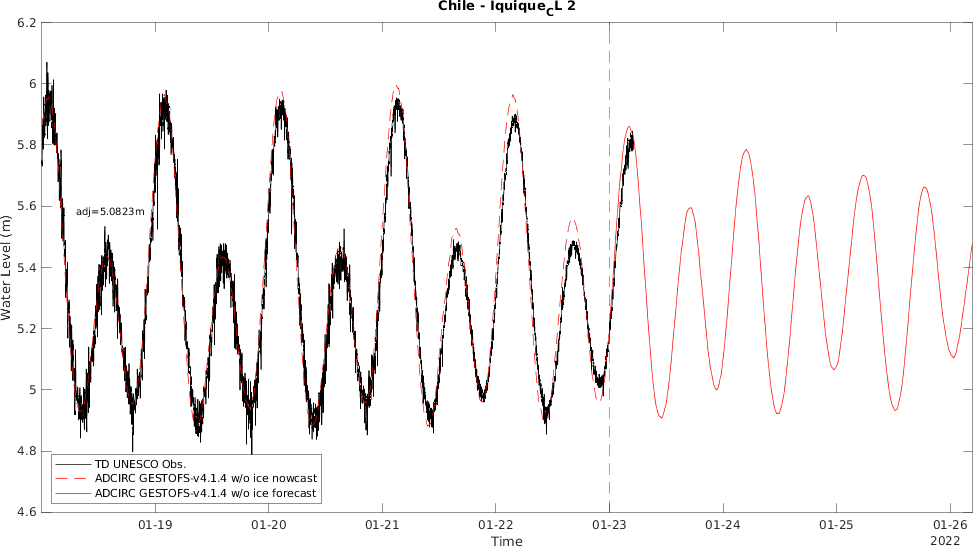 Chile - Iquique_CL 2
6.2
6
5.8
5.6
5.4
5.2
5
4.8
4.6
Water Level (m)
adj=5.0823m
TD UNESCO Obs.
ADCIRC GESTOFS-v4.1.4 w/o ice nowcast
ADCIRC GESTOFS-v4.1.4 w/o ice forecast
01-19
01-20
01-21
01-22
01-23
01-24
01-25
01-26
Time
2022